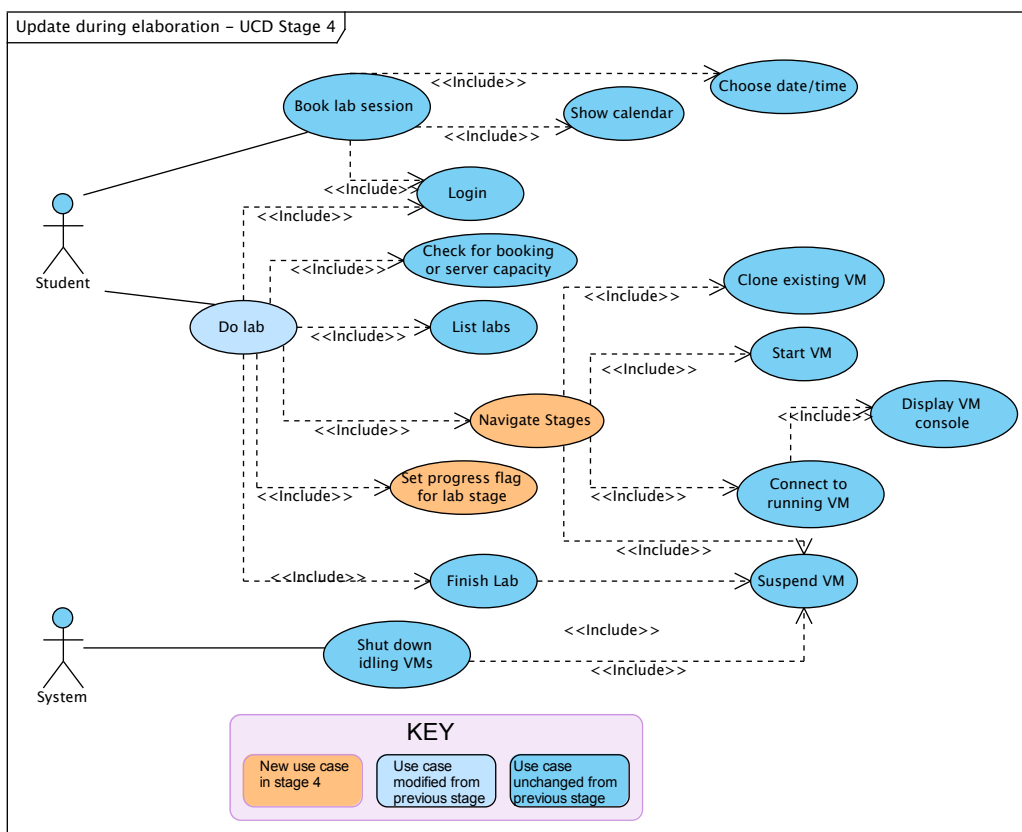 Update during elaboration – UCD Stage 4
<<Include>>
Choose date/time
Book lab session
Show calendar
<<Include>>
<<Include>>
Login
<<Include>>
Student
Check for booking
or server capacity
<<Include>>
Clone existing VM
<<Include>>
Do lab
List labs
<<Include>>
Start VM
<<Include>>
Display VM
console
<<Include>>
Navigate Stages
<<Include>>
Set progress flag
for lab stage
<<Include>>
Connect to
running VM
<<Include>>
<<Include>>
<<Include>>
Finish Lab
Suspend VM
<<Include>>
Shut down
idling VMs
<<Include>>
System
KEY
New use case
in stage 4
Use case
modified from
previous stage
Use case
unchanged from
previous stage